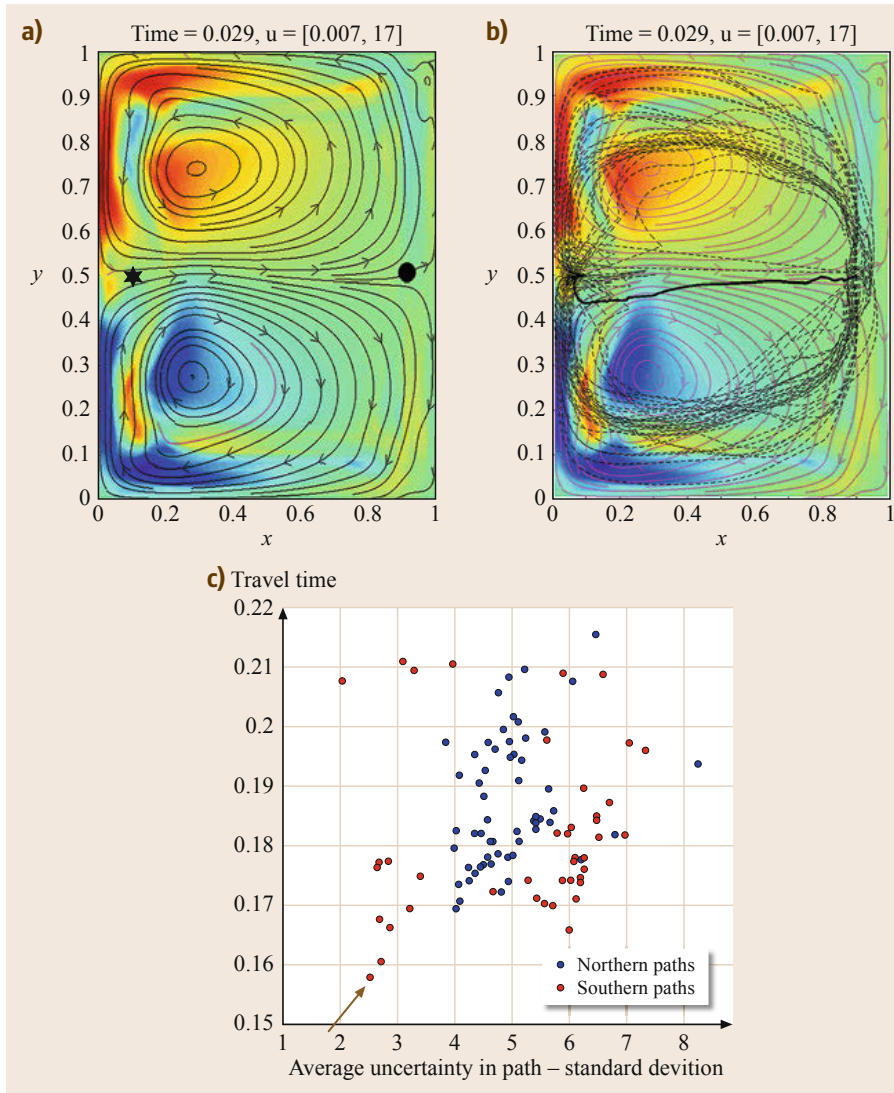 a)
Time = 0.029, u = [0.007, 17]
1
0.9
0.8
0.7
0.6
y
0.5
0.4
0.3
0.2
0.1
0
0 0.2 0.4 0.6 0.8 1
x
b)
Time = 0.029, u = [0.007, 17]
1
0.9
0.8
0.7
0.6
y
0.5
0.4
0.3
0.2
0.1
0
0 0.2 0.4 0.6 0.8 1
x
c) Travel time
0.22
0.21
0.2
0.19
0.18
0.17
0.16
0.15
Northern paths
Southern paths
1 2 3 4 5 6 7 8
Average uncertainty in path – standard devition